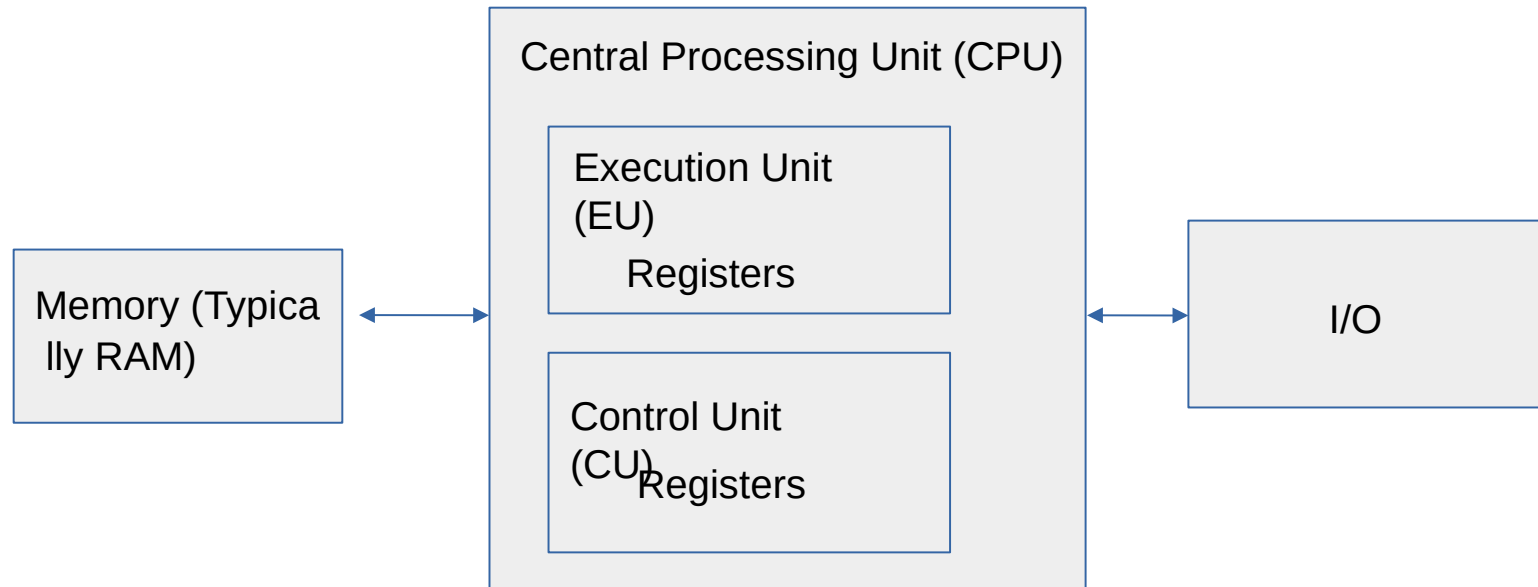 Central Processing Unit (CPU)
Execution Unit
(EU)
Registers
Memory (Typica
lly RAM)
I/O
Control Unit
(CU)
Registers